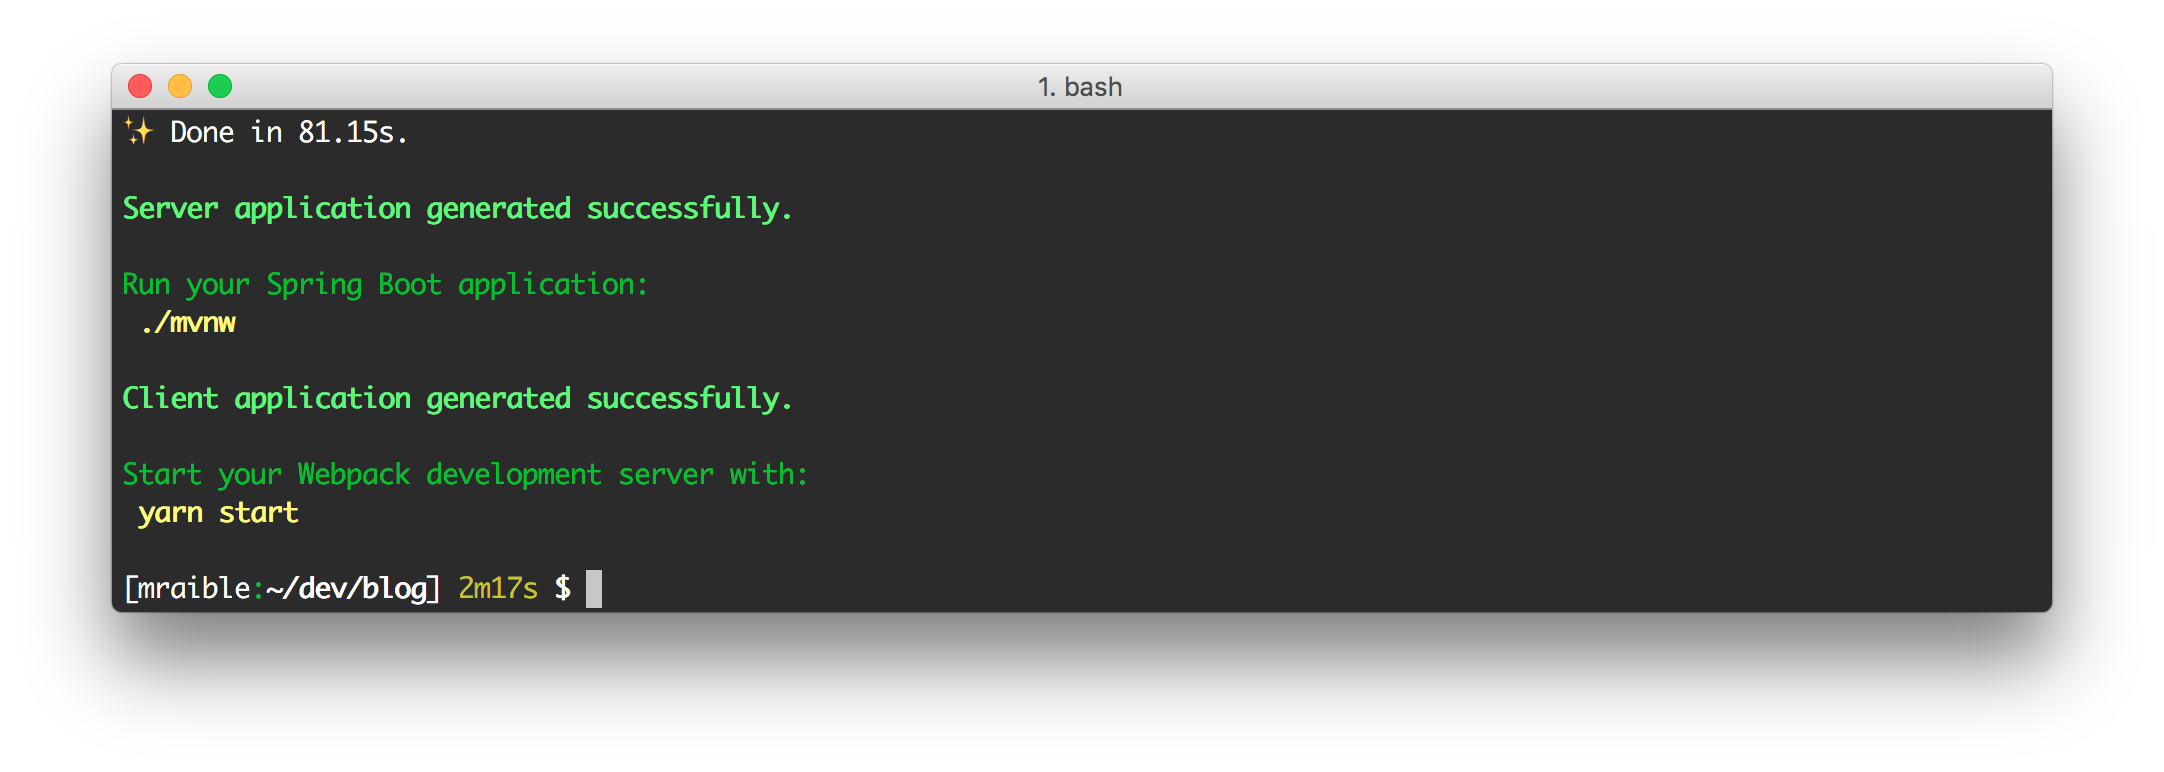 1. bash
✨ Done in 81.15s.
Server application generated successfully.
Run your Spring Boot application:
./mvnw
Client application generated successfully.
Start your Webpack development server with:
yarn start
[mraible:~/dev/blog] 2m17s $